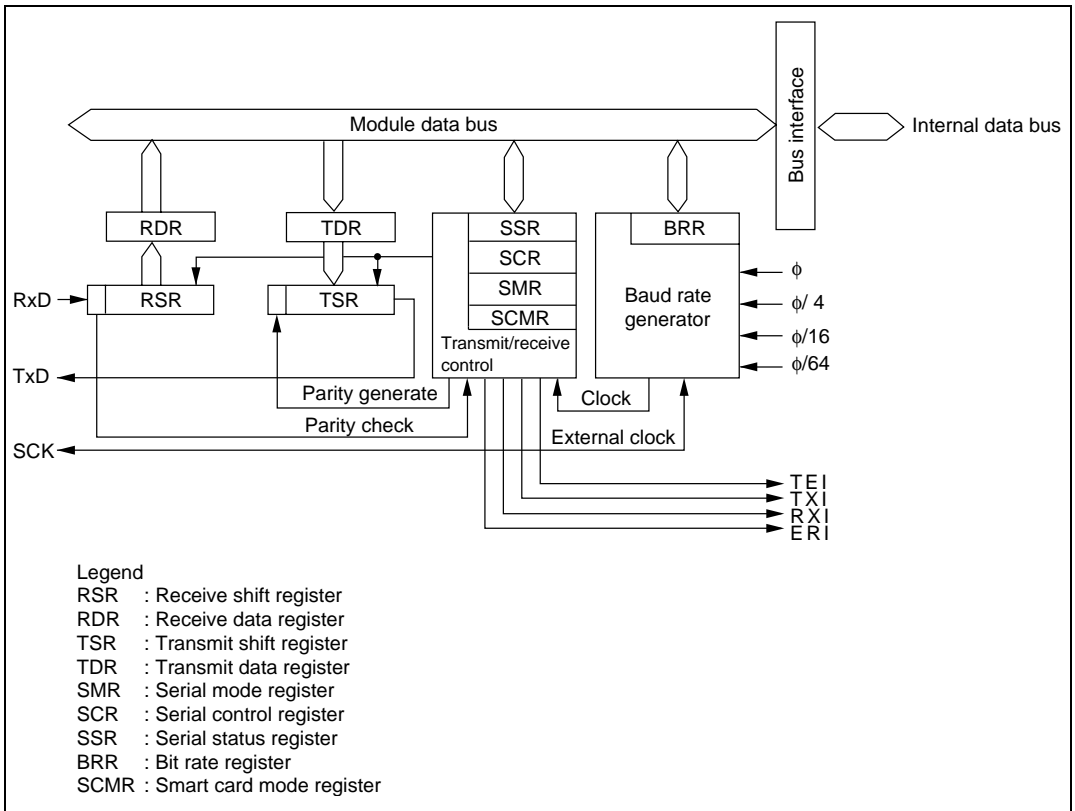 Bus interface
Module data bus
Internal data bus
RDR
TDR
SSR
BRR
SCR
φ
RxD
RSR
TSR
SMR
Baud rate
generator
φ/ 4
SCMR
φ/16
Transmit/receive
control
φ/64
TxD
Parity generate
Clock
Parity check
External clock
SCK
TEI
TXI
RXI
ERI
Legend
RSR : Receive shift register
RDR : Receive data register
TSR : Transmit shift register
TDR : Transmit data register
SMR : Serial mode register
SCR : Serial control register
SSR : Serial status register
BRR : Bit rate register
SCMR : Smart card mode register